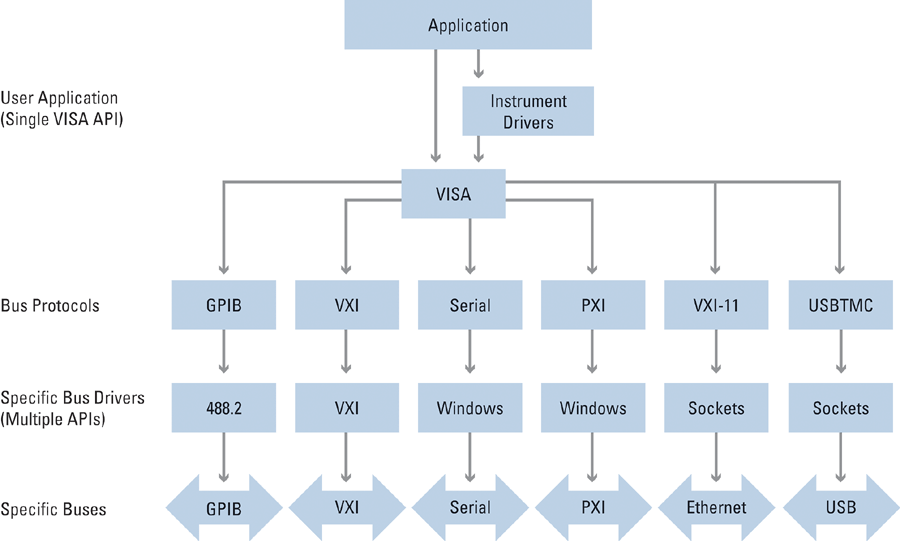 Application
User Application
(Single VISA API)
Instrument
Drivers
VISA
Bus Protocols
GPIB
VXI
Serial
PXI
VXI-11
USBTMC
Specific Bus Drivers
(Multiple APIs)
488.2
VXI
Windows
Windows
Sockets
Sockets
Specific Buses
GPIB
VXI
Serial
PXI
Ethernet
USB